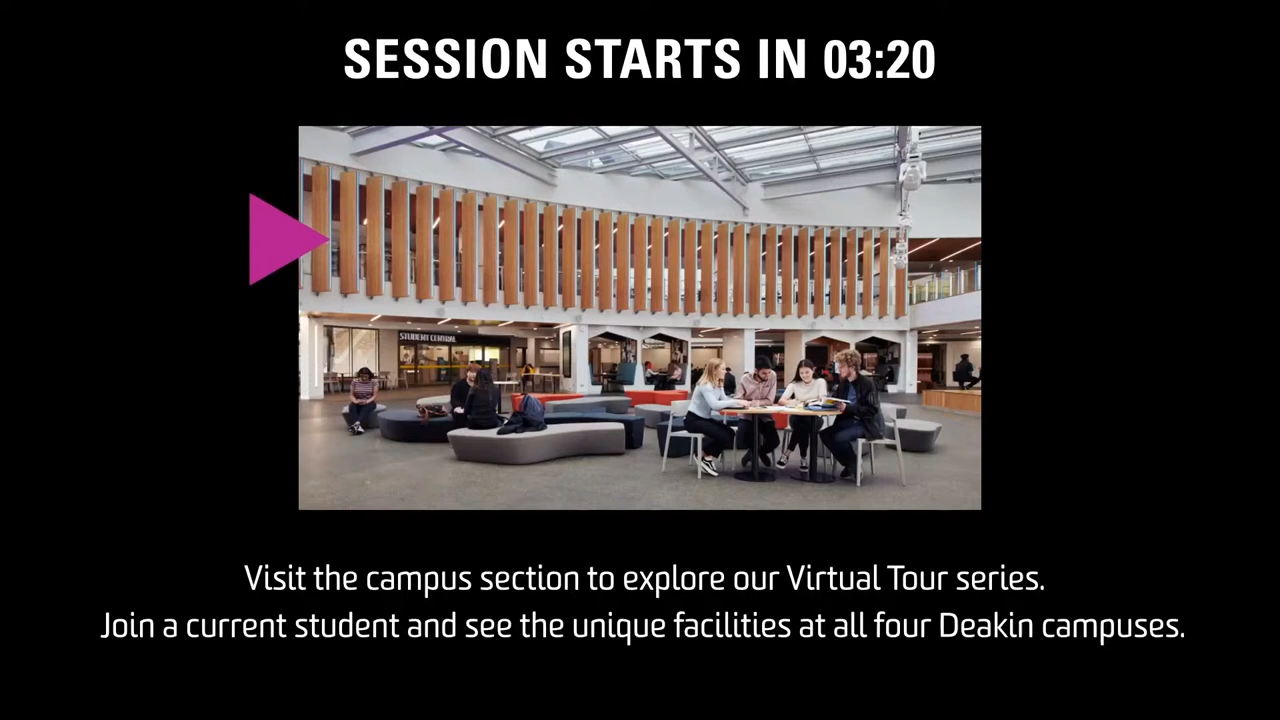 SESSION STARTS IN 03:20
STUDENT CENTRAL
Visit the campus section to explore our Virtual Tour series.
Join a current student and see the unique facilities at all four Deakin campuses.